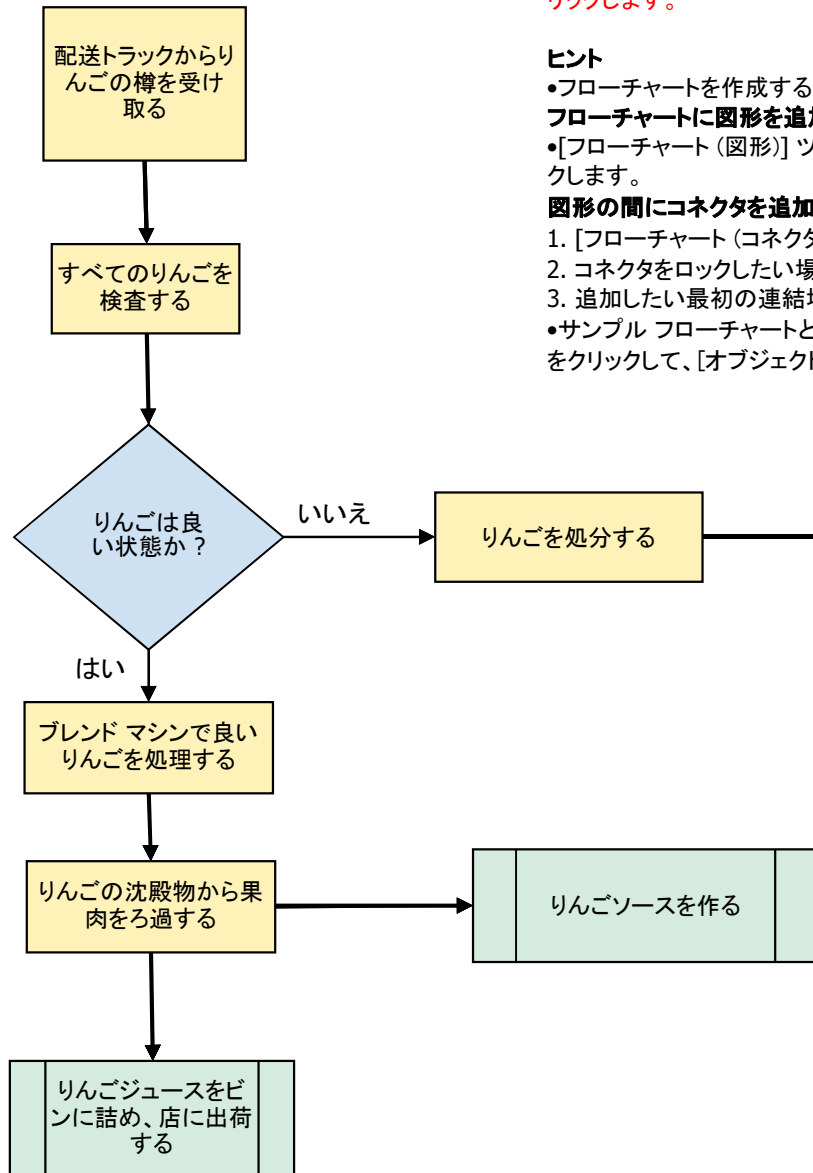 リックします。
ヒント
•フローチャートを作成する
フローチャートに図形を追
•[フローチャート (図形)] ツ
クします。
図形の間にコネクタを追加
1. [フローチャート (コネクタ
2. コネクタをロックしたい場
3. 追加したい最初の連結
•サンプル フローチャートと
をクリックして、[オブジェクト
配送トラックからり
んごの樽を受け
取る
すべてのりんごを
検査する
りんごは良
い状態か？
いいえ
りんごを処分する
はい
ブレンド マシンで良い
りんごを処理する
りんごの沈殿物から果
肉をろ過する
りんごソースを作る
りんごジュースをビ
ンに詰め、店に出荷
する